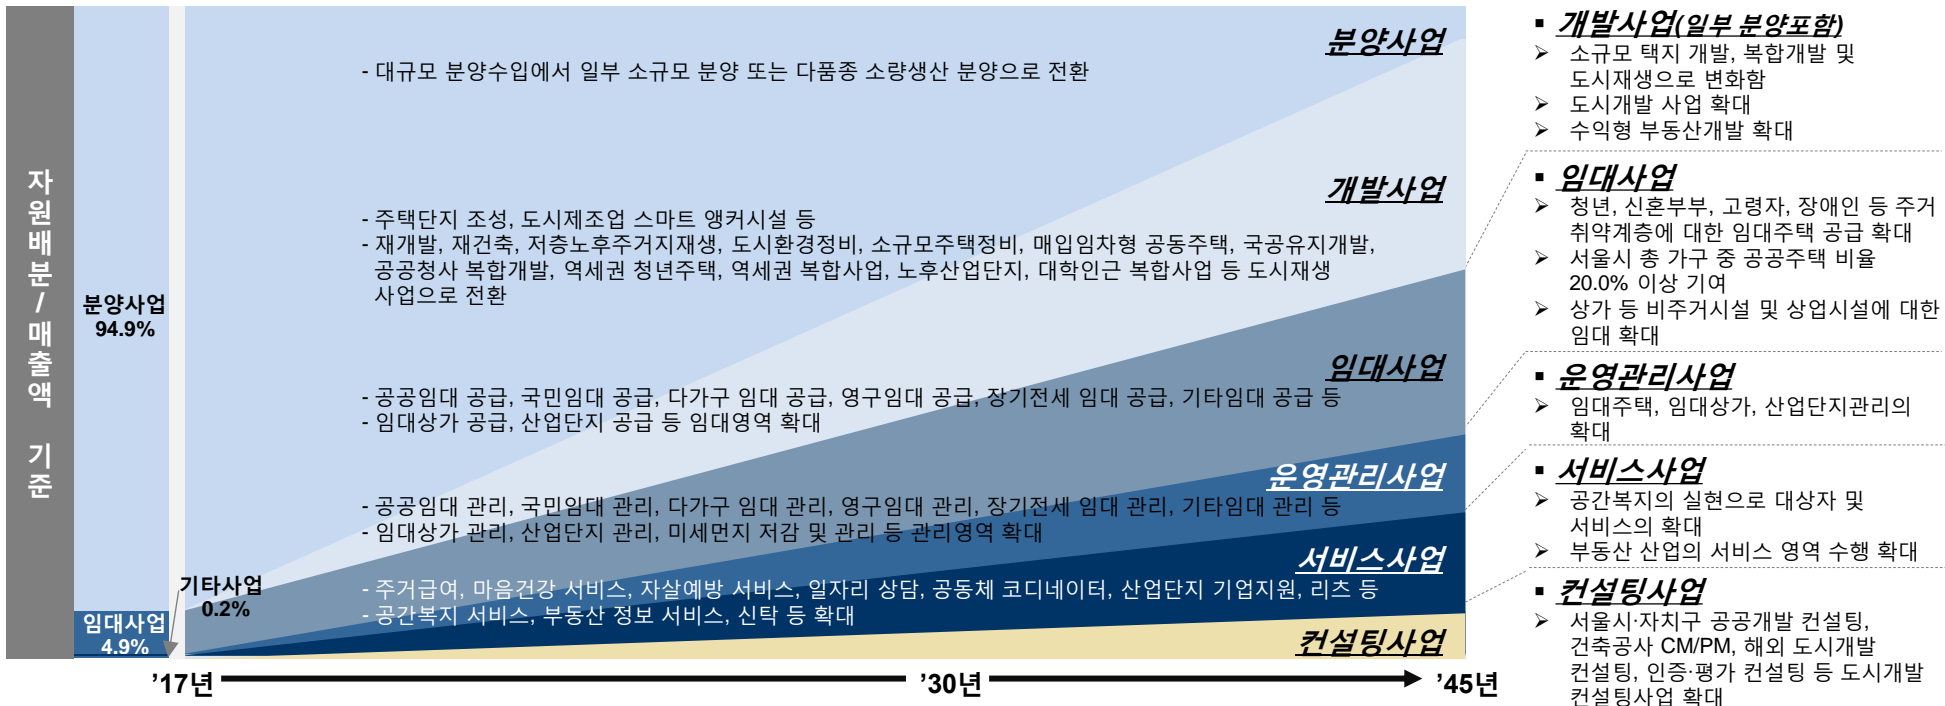 자원배분/매출액 기준
분양사업
94.9%
임대사업
4.9%
기타사업
0.2%
분양사업
- 대규모 분양수입에서 일부 소규모 분양 또는 다품종 소량생산 분양으로 전환
개발사업
- 주택단지 조성, 도시제조업 스마트 앵커시설 등
- 재개발, 재건축, 저층노후주거지재생, 도시환경정비, 소규모주택정비, 매입임차형 공동주택, 국공유지개발,
공공청사 복합개발, 역세권 청년주택, 역세권 복합사업, 노후산업단지, 대학인근 복합사업 등 도시재생
사업으로 전환
임대사업
- 공공임대 공급, 국민임대 공급, 다가구 임대 공급, 영구임대 공급, 장기전세 임대 공급, 기타임대 공급 등
- 임대상가 공급, 산업단지 공급 등 임대영역 확대
운영관리사업
- 공공임대 관리, 국민임대 관리, 다가구 임대 관리, 영구임대 관리, 장기전세 임대 관리, 기타임대 관리 등
- 임대상가 관리, 산업단지 관리, 미세먼지 저감 및 관리 등 관리영역 확대
서비스사업
- 주거급여, 마음건강 서비스, 자살예방 서비스, 일자리 상담, 공동체 코디네이터, 산업단지 기업지원, 리츠 등
- 공간복지 서비스, 부동산 정보 서비스, 신탁 등 확대
컨설팅사업
’17년
’30년
’45년
▪ 개발사업(일부 분양포함)
➢ 소규모 택지 개발, 복합개발 및
도시재생으로 변화함
➢ 도시개발 사업 확대
➢ 수익형 부동산개발 확대
▪ 임대사업
➢ 청년, 신혼부부, 고령자, 장애인 등 주거
취약계층에 대한 임대주택 공급 확대
➢ 서울시 총 가구 중 공공주택 비율
20.0% 이상 기여
➢ 상가 등 비주거시설 및 상업시설에 대한
임대 확대
▪ 운영관리사업
➢ 임대주택, 임대상가, 산업단지관리의
확대
▪ 서비스사업
➢ 공간복지의 실현으로 대상자 및
서비스의 확대
➢ 부동산 산업의 서비스 영역 수행 확대
▪ 컨설팅사업
➢ 서울시·자치구 공공개발 컨설팅,
건축공사 CM/PM, 해외 도시개발
컨설팅, 인증·평가 컨설팅 등 도시개발
컨설팅사업 확대